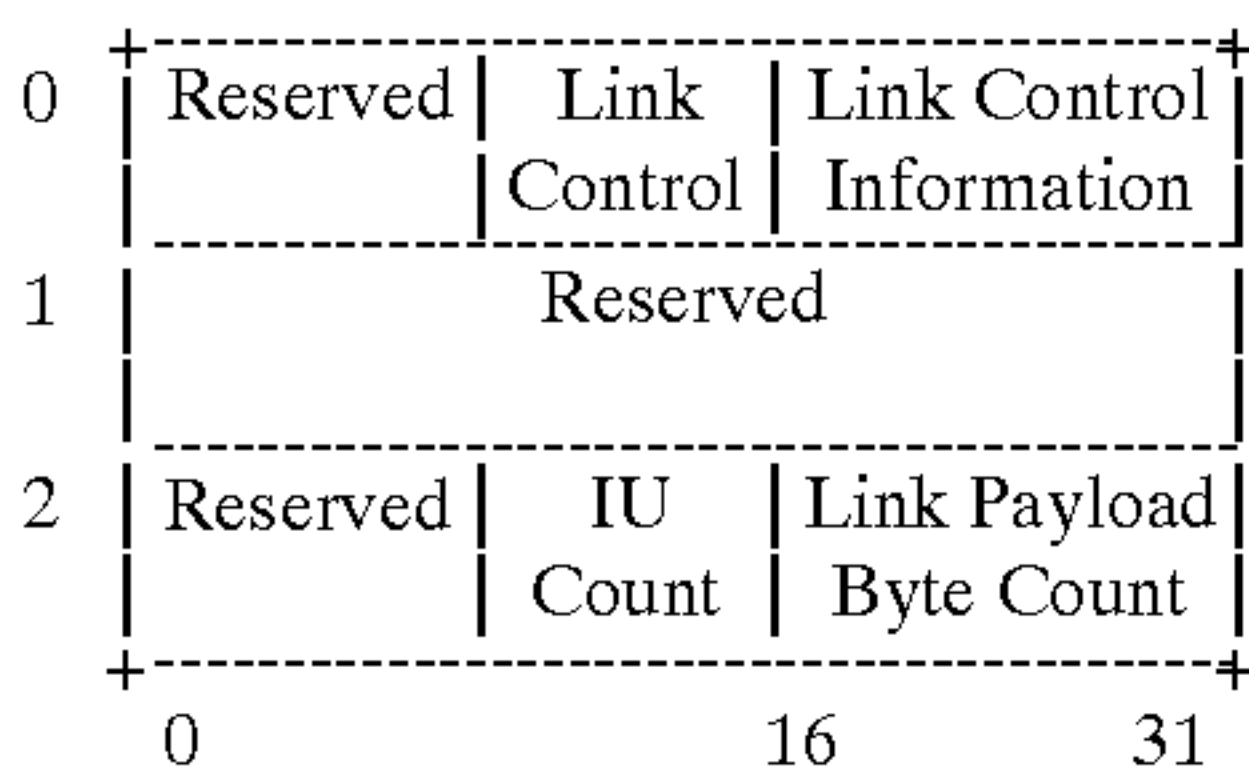 0 Reserved Link Link Control
Control Information
1 Reserved
2 Reserved IU Link Payload
Count Byte Count
0 16 31